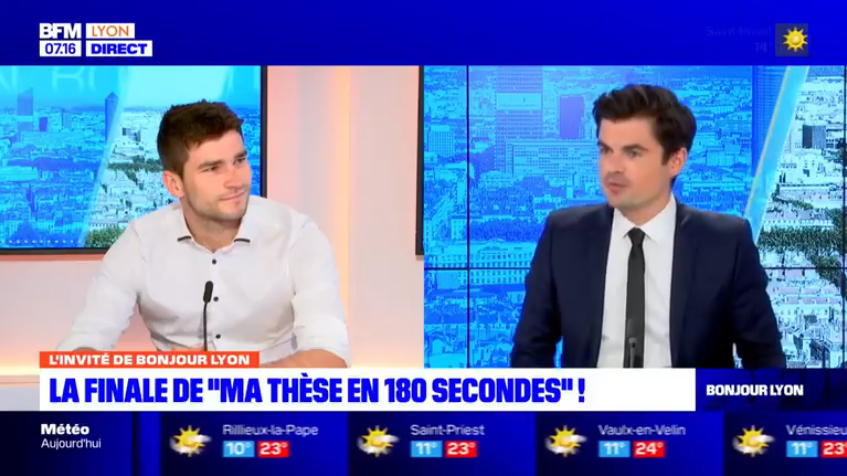 BFM LYON
07.16 DIRECT
L'INVITÉ DE BONJOUR LYON
LA FINALE DE "MA THÈSE EN 180 SECONDES" !
BONJOUR LYON
Météo
Aujourd'hui
Rillieux-la-Pape
10° 23°
Saint-Priest
11° 23°
Vaulx-en-Velin
11° 24°
Vénissieu
11° 23°